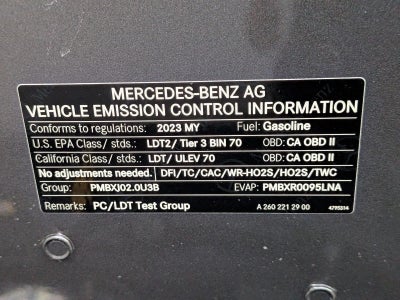 MERCEDES-BENZ AG
VEHICLE EMISSION CONTROL INFORMATION
Conforms to regulations: 2023 MY Fuel: Gasoline
U.S. EPA Class/ stds.: LDT2/ Tier 3 BIN 70 OBD: CA OBD II
California Class/ stds.: LDT/ ULEV 70 OBD: CA OBD II
No adjustments needed. DFI/TC/CAC/WR-HO2S/HO2S/TWC
Group: PMBXJ02.0U3B EVAP: PMBXR0095LNA
Remarks: PC/LDT Test Group A 260 221 29 00 4795514